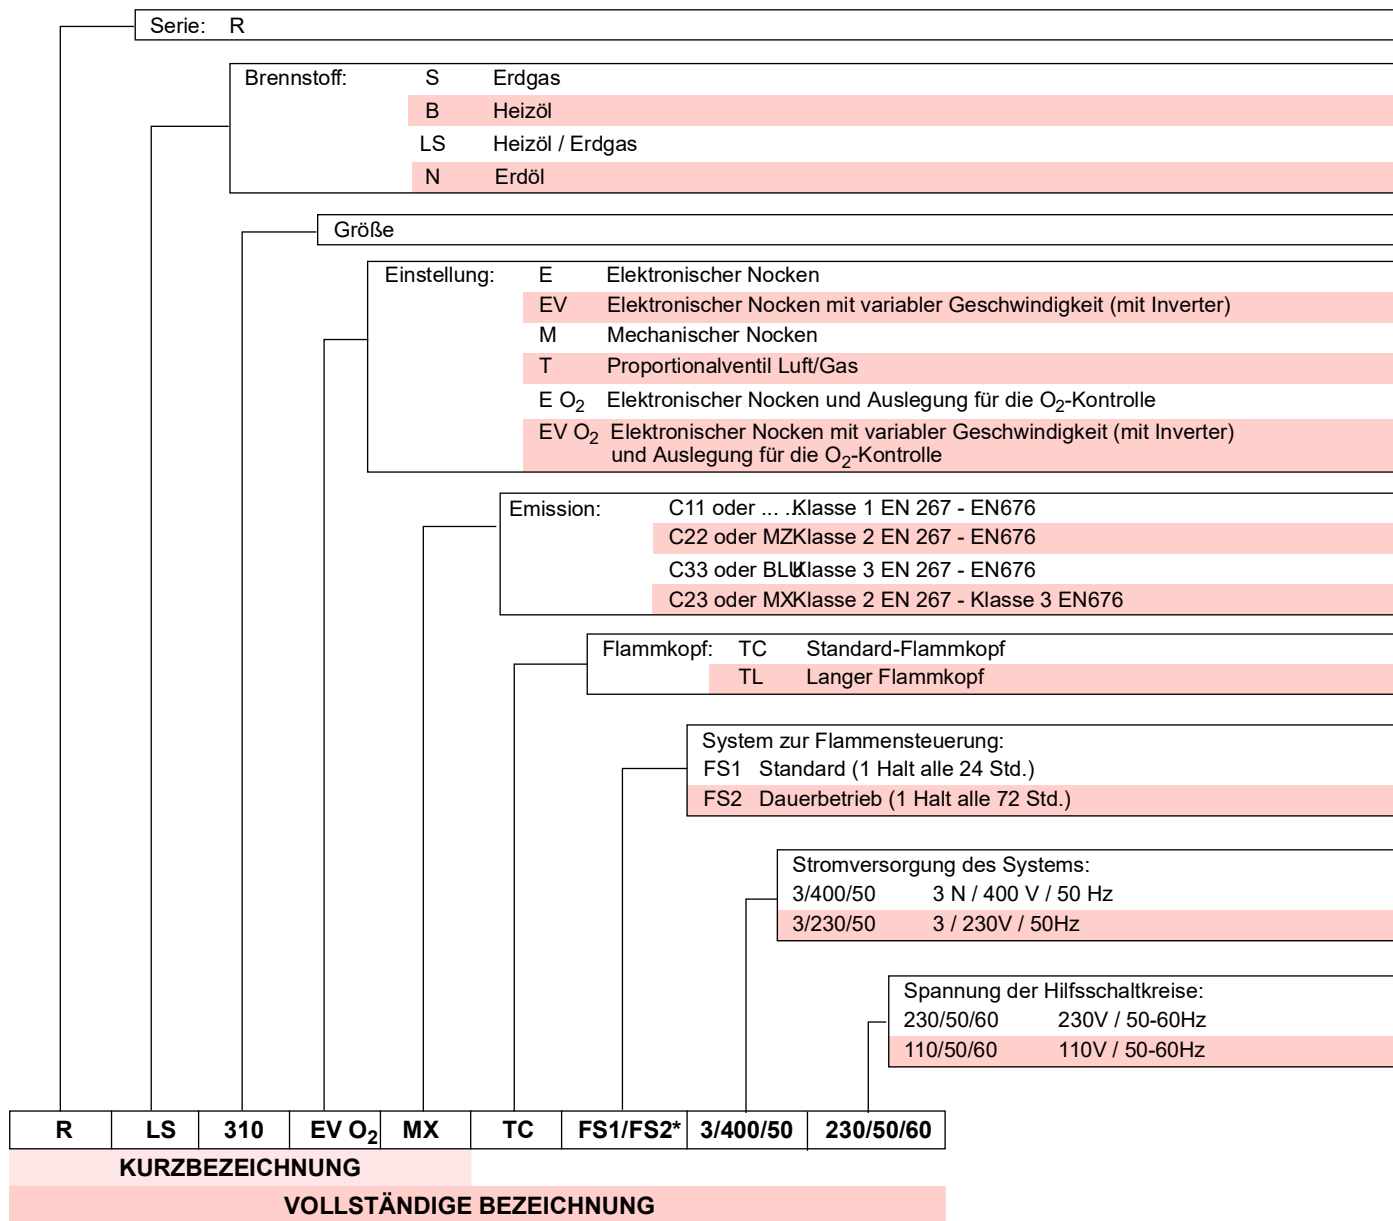 Serie: R
Brennstoff: S Erdgas
B Heizöl
LS Heizöl / Erdgas
N Erdöl
Größe
Einstellung: E Elektronischer Nocken
EV Elektronischer Nocken mit variabler Geschwindigkeit (mit Inverter)
M Mechanischer Nocken
T Proportionalventil Luft/Gas
E O₂ Elektronischer Nocken und Auslegung für die O₂-Kontrolle
EV O₂ Elektronischer Nocken mit variabler Geschwindigkeit (mit Inverter)
und Auslegung für die O₂-Kontrolle
Emission: C11 oder ... .Klasse 1 EN 267 - EN676
C22 oder MZKlasse 2 EN 267 - EN676
C33 oder BLUKlasse 3 EN 267 - EN676
C23 oder MXKlasse 2 EN 267 - Klasse 3 EN676
Flammkopf: TC Standard-Flammkopf
TL Langer Flammkopf
System zur Flammensteuerung:
FS1 Standard (1 Halt alle 24 Std.)
FS2 Dauerbetrieb (1 Halt alle 72 Std.)
Stromversorgung des Systems:
3/400/50 3 N / 400 V / 50 Hz
3/230/50 3 / 230V / 50Hz
Spannung der Hilfsschaltkreise:
230/50/60 230V / 50-60Hz
110/50/60 110V / 50-60Hz
R LS 310 EV O₂ MX TC FS1/FS2* 3/400/50 230/50/60
KURZBEZEICHNUNG
VOLLSTÄNDIGE BEZEICHNUNG